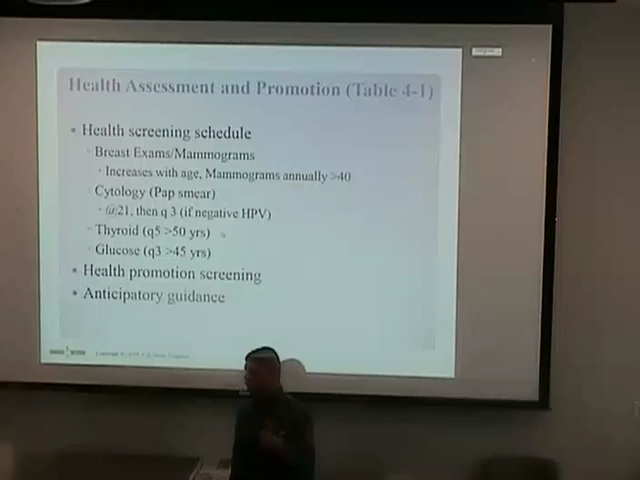 Health Assessment and Promotion (Table 4-1)
• Health screening schedule
Breast Exams/Mammograms
Increases with age, Mammograms annually >40
Cytology (Pap smear)
@21, then q 3 (if negative HPV)
Thyroid (q5 >50 yrs)
Glucose (q3 >45 yrs)
• Health promotion screening
• Anticipatory guidance
Copyright ©